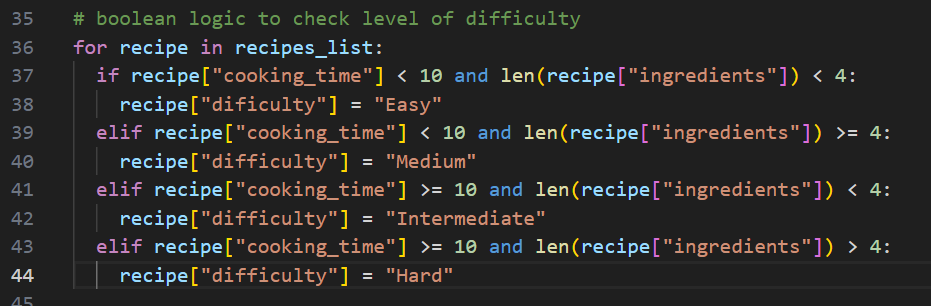 35 # boolean logic to check level of difficulty
36 for recipe in recipes_list:
37 if recipe["cooking_time"] < 10 and len(recipe["ingredients"]) < 4:
38 recipe["dificulty"] = "Easy"
39 elif recipe["cooking_time"] < 10 and len(recipe["ingredients"]) >= 4:
40 recipe["difficulty"] = "Medium"
41 elif recipe["cooking_time"] >= 10 and len(recipe["ingredients"]) < 4:
42 recipe["difficulty"] = "Intermediate"
43 elif recipe["cooking_time"] >= 10 and len(recipe["ingredients"]) > 4:
44 recipe["difficulty"] = "Hard"
45